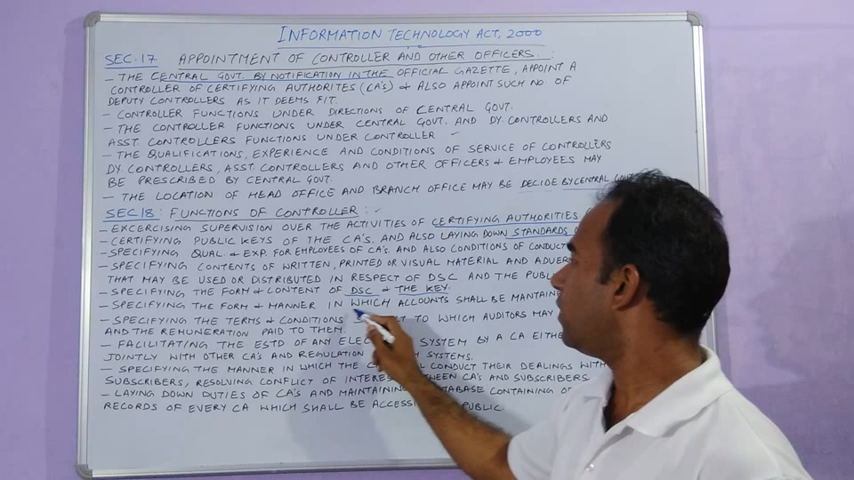 INFORMATION TECHNOLOGY ACT, 2000
SEC.17 APPOINTMENT OF CONTROLLER AND OTHER OFFICERS.:
- THE CENTRAL GOVT. BY NOTIFICATION IN THE OFFICIAL GAZETTE, APPOINT A
CONTROLLER OF CERTIFYING AUTHORITES (CA'S) & ALSO APPOINT SUCH NO. OF
DEPUTY CONTROLLERS AS IT DEEMS FIT.
- CONTROLLER FUNCTIONS UNDER DIRECTIONS OF CENTRAL GOVT.
- THE CONTROLLER FUNCTIONS UNDER CENTRAL GOVT. AND DY CONTROLLERS AND
ASST. CONTROLLERS FUNCTIONS UNDER CONTROLLER
- THE QUALIFICATIONS, EXPERIENCE AND CONDITIONS OF SERVICE OF CONTROLLERS
DY CONTROLLERS, ASST. CONTROLLERS AND OTHER OFFICERS & EMPLOYEES MAY
BE PRESCRIBED BY CENTRAL GOVT.
- THE LOCATION OF HEAD OFFICE AND BRANCH OFFICE MAY BE DECIDE BY CENTRAL
SEC.18: FUNCTIONS OF CONTROLLER:-
- EXCERCISING SUPERVISION OVER THE ACTIVITIES OF CERTIFYING AUTHORITIES
- CERTIFYING PUBLIC KEYS OF THE CA'S. AND ALSO LAYING DOWN STANDARDS
- SPECIFYING QUAL & EXP. FOR EMPLOYEES OF CA'S. AND ALSO CONDITIONS OF CONDUCT
- SPECIFYING CONTENTS OF WRITTEN, PRINTED OR VISUAL MATERIAL AND
THAT MAY BE USED OR DISTRIBUTED IN RESPECT OF DSC AND THE
- SPECIFYING THE FORM & CONTENT OF DSC & THE KEY.
- SPECIFYING THE FORM & MANNER IN WHICH ACCOUNTS SHALL BE
- SPECIFYING THE TERMS & CONDITIONS TO WHICH AUDITORS MAY
AND THE REMUNERATION PAID TO THEM.
- FACILITATING THE ESTD OF ANY SYSTEM BY A CA
JOINTLY WITH OTHER CA'S AND REGULATION SYSTEMS.
- SPECIFYING THE MANNER IN WHICH THE CONDUCT THEIR DEALINGS WITH
SUBSCRIBERS, RESOLVING CONFLICT OF CA'S AND SUBSCRIBERS
- LAYING DOWN DUTIES OF CA'S AND CONTAINING
RECORDS OF EVERY CA WHICH SHALL BE PUBLIC